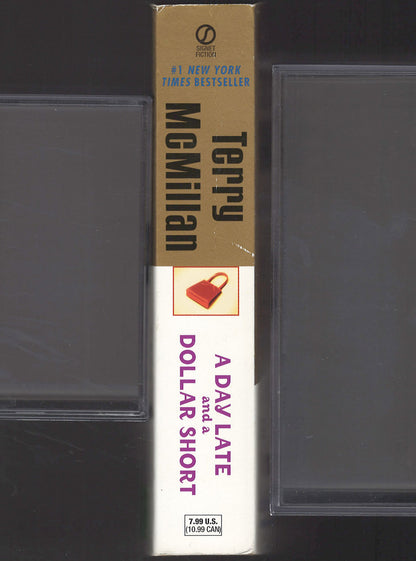 SIGNET
FICTION
#1 NEW YORK
TIMES BESTSELLER
Terry
McMillan
A DAY LATE
and a
DOLLAR SHORT
7.99 U.S.
(10.99 CAN)